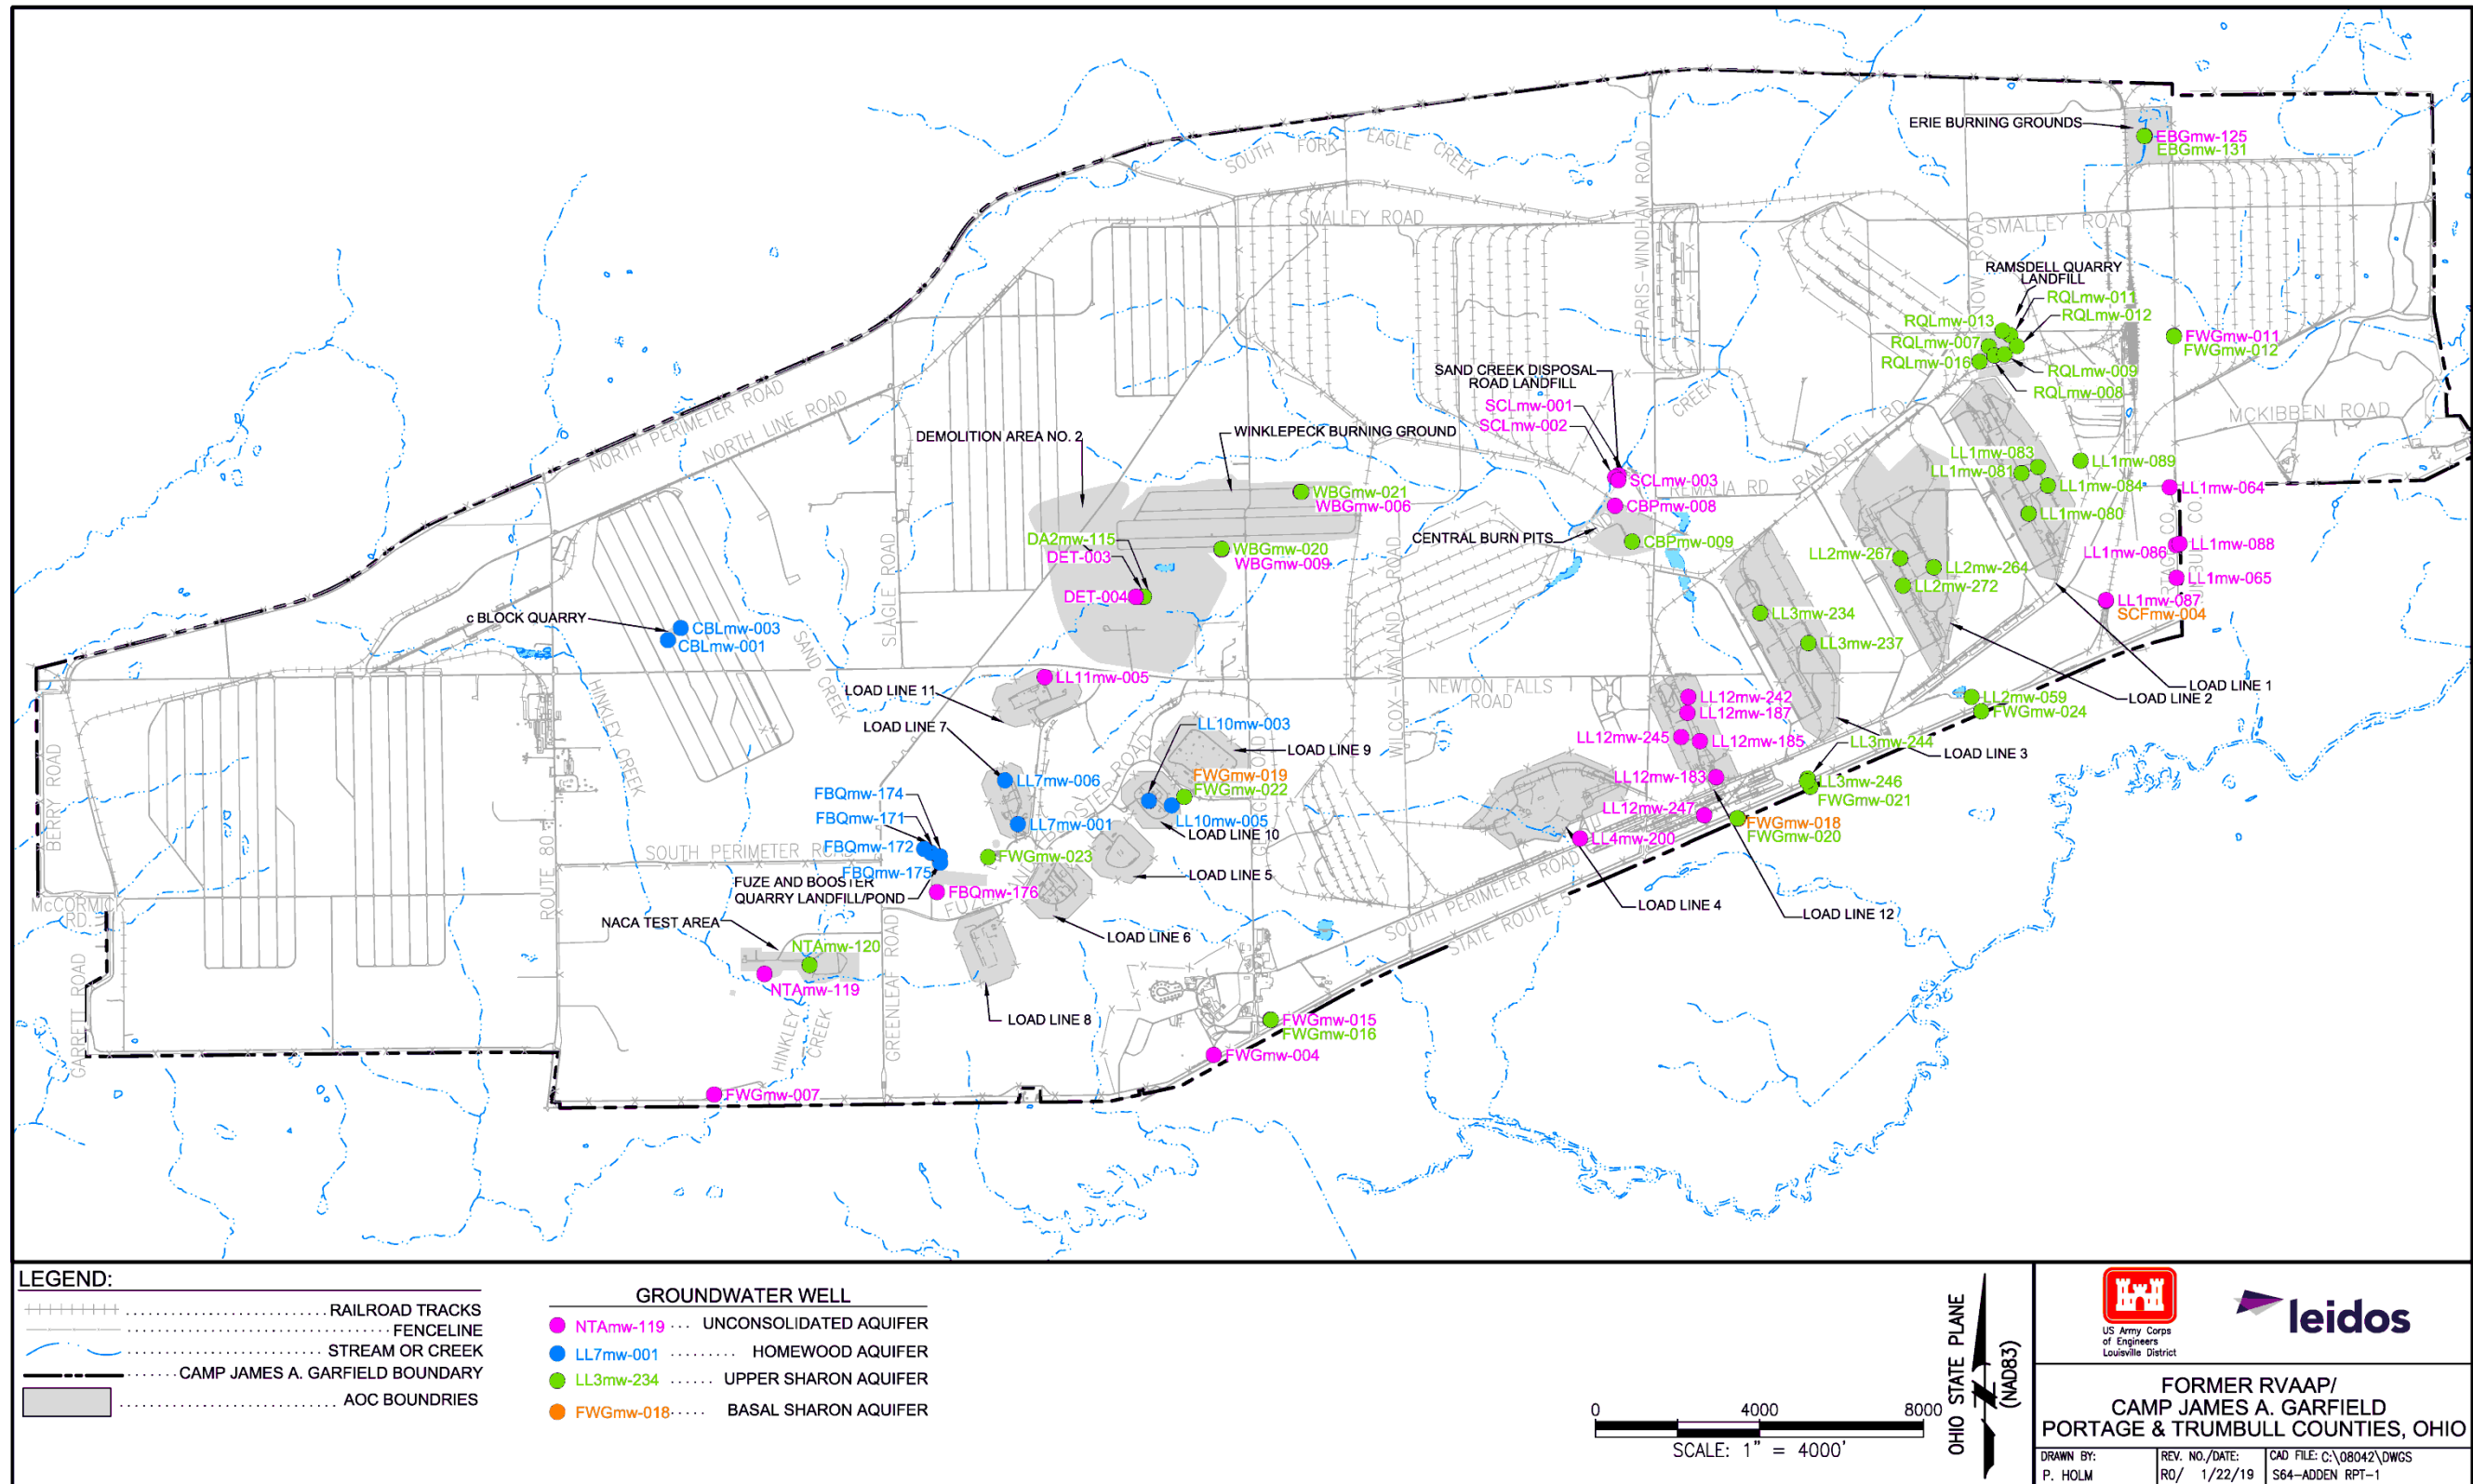 ERIE BURNING GROUNDS
EBGmw-125
EBGmw-131
SOUTH FORK EAGLE CREEK
SMALLEY ROAD
PARIS-WINDHAM ROAD
SNOW ROAD
SMALLEY ROAD
RAMSDELL QUARRY
LANDFILL
RQLmw-011
RQLmw-012
RQLmw-013
RQLmw-007
RQLmw-016
RQLmw-009
RQLmw-008
FWGmw-011
FWGmw-012
MCKIBBEN ROAD
NORTH PERIMETER ROAD
NORTH LINE ROAD
SAND CREEK DISPOSAL
ROAD LANDFILL
SCLmw-001
SCLmw-002
SCLmw-003
CREEK
SAND
REMALIA RD
RAMSDELL RD
CBPmw-008
CENTRAL BURN PITS
CBPmw-009
DEMOLITION AREA NO. 2
WINKLEPECK BURNING GROUND
WBGmw-021
WBGmw-006
WBGmw-020
WBGmw-009
DA2mw-115
DET-003
DET-004
LL1mw-083
LL1mw-081
LL1mw-089
LL1mw-084
LL1mw-080
LL1mw-064
LL1mw-086
LL1mw-088
LL1mw-065
LL1mw-087
SCFmw-004
LL2mw-267
LL2mw-264
LL2mw-272
LL3mw-234
LL3mw-237
c BLOCK QUARRY
CBLmw-003
CBLmw-001
SLAGLE ROAD
SAND CREEK
HINKLEY CREEK
LL11mw-005
LOAD LINE 11
LOAD LINE 7
LL10mw-003
LOAD LINE 9
WILCOX-WAYLAND ROAD
NEWTON FALLS
ROAD
LL12mw-242
LL12mw-187
LL12mw-245
LL12mw-185
LL12mw-183
LL12mw-247
LL2mw-059
FWGmw-024
LOAD LINE 1
LOAD LINE 2
LOAD LINE 3
LL3mw-244
LL3mw-246
FWGmw-021
FWGmw-018
FWGmw-020
LL4mw-200
LOAD LINE 4
LOAD LINE 12
LL7mw-006
LL7mw-001
FWGmw-019
FWGmw-022
LL10mw-005
LOAD LINE 10
LOAD LINE 5
LOAD LINE 6
LOAD LINE 8
FBQmw-174
FBQmw-171
FBQmw-172
FBQmw-175
FBQmw-176
FWGmw-023
SOUTH PERIMETER ROAD
FUZE AND BOOSTER
QUARRY LANDFILL/POND
NACA TEST AREA
NTAmw-120
NTAmw-119
BERRY ROAD
McCORMICK
RD.
GARRETT ROAD
ROUTE 80
GREENLEAF ROAD
HINKLEY
CREEK
SOUTH PERIMETER ROAD
STATE ROUTE 5
FWGmw-015
FWGmw-016
FWGmw-004
FWGmw-007
LEGEND:
RAILROAD TRACKS
FENCELINE
STREAM OR CREEK
CAMP JAMES A. GARFIELD BOUNDARY
AOC BOUNDRIES
GROUNDWATER WELL
NTAmw-119 ... UNCONSOLIDATED AQUIFER
LL7mw-001 ......... HOMEWOOD AQUIFER
LL3mw-234 ...... UPPER SHARON AQUIFER
FWGmw-018..... BASAL SHARON AQUIFER
0 4000 8000
SCALE: 1" = 4000'
OHIO STATE PLANE
(NAD83)
US Army Corps
of Engineers
Louisville District
leidos
FORMER RVAAP/
CAMP JAMES A. GARFIELD
PORTAGE & TRUMBULL COUNTIES, OHIO
DRAWN BY:
P. HOLM
REV. NO./DATE:
R0/ 1/22/19
CAD FILE: C:\08042\DWGS
S64-ADDEN RPT-1